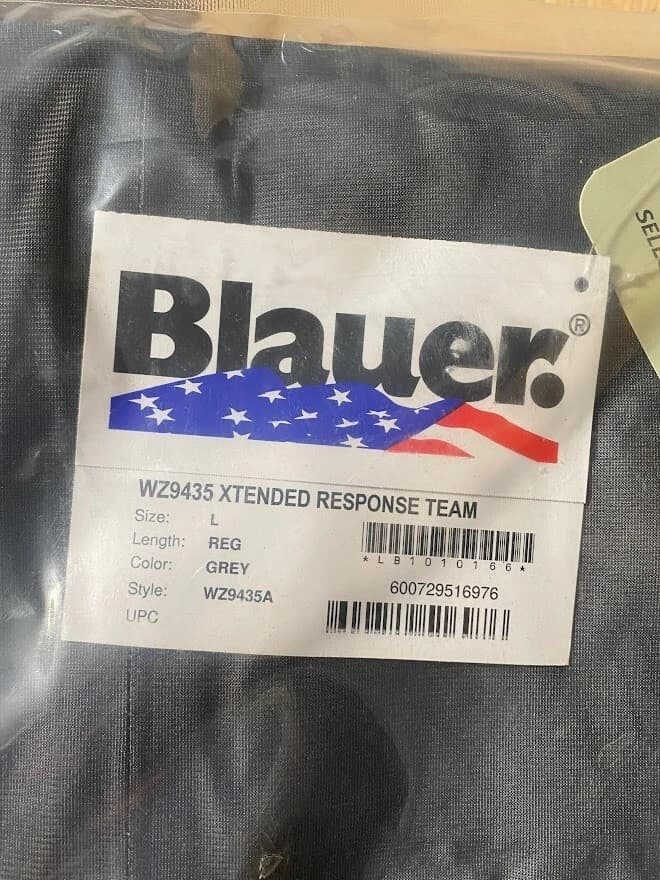 Blauer.®
WZ9435 XTENDED RESPONSE TEAM
Size: L
Length: REG
Color: GREY
Style: WZ9435A
UPC
*LB1010166*
600729516976